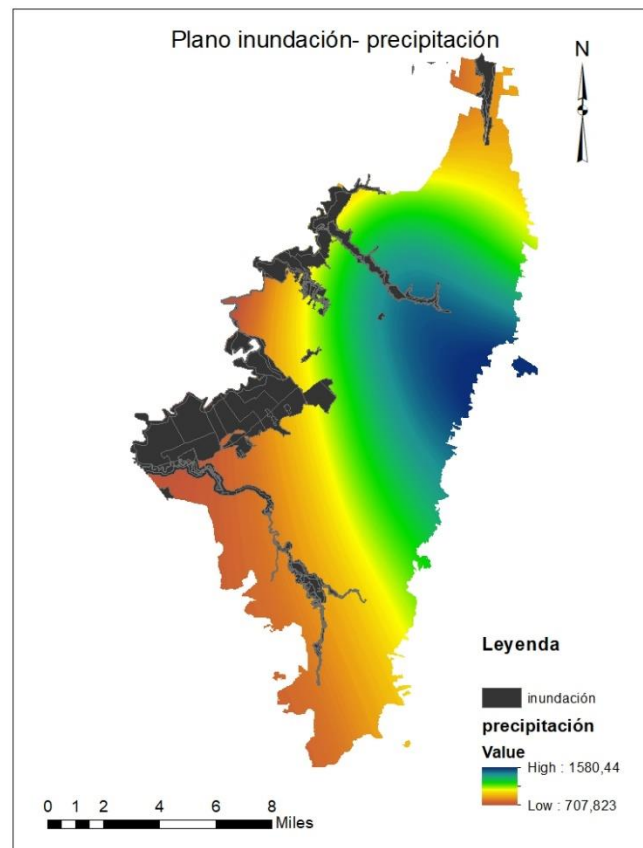 Plano inundación- precipitación
N
Leyenda
inundación
precipitación
Value
High : 1580,44
Low : 707,823
0 1 2 4 6 8
Miles